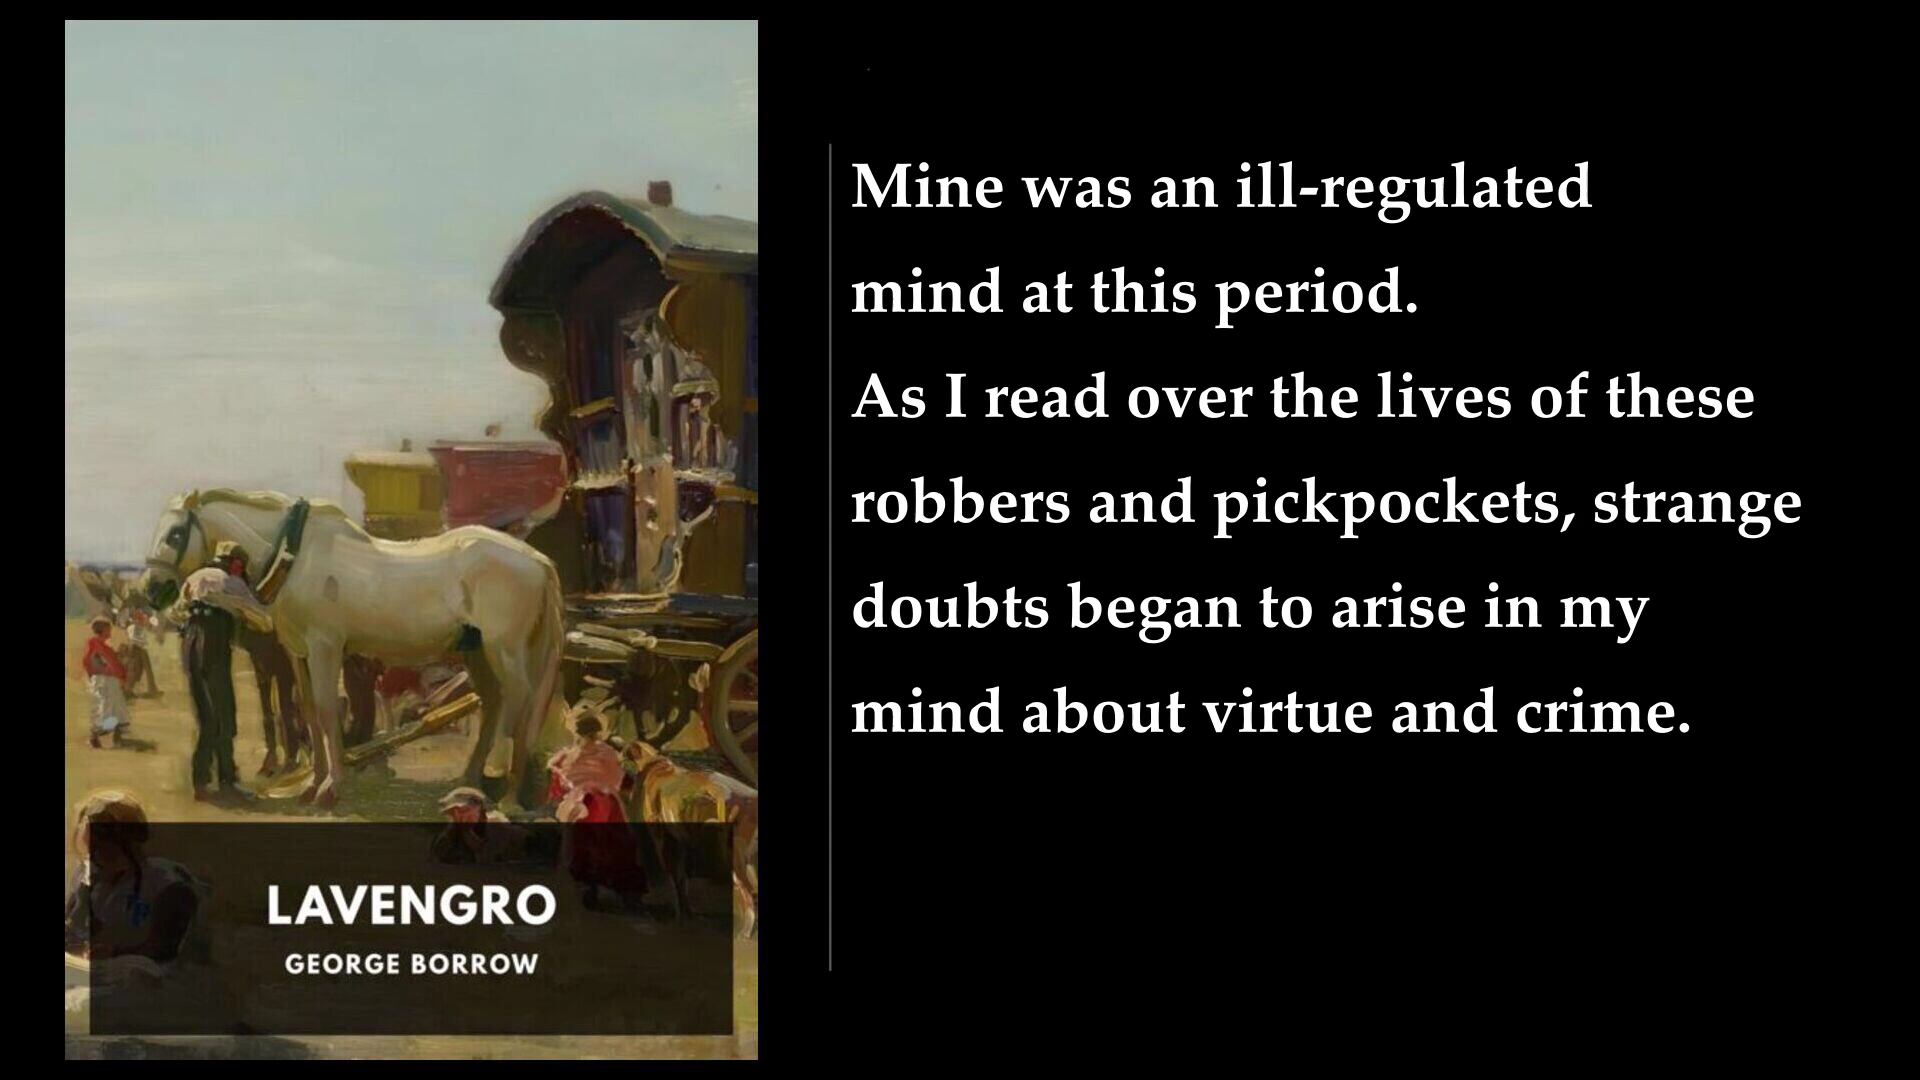 Mine was an ill-regulated
mind at this period.
As I read over the lives of these
robbers and pickpockets, strange
doubts began to arise in my
mind about virtue and crime.
LAVENGRO
GEORGE BORROW